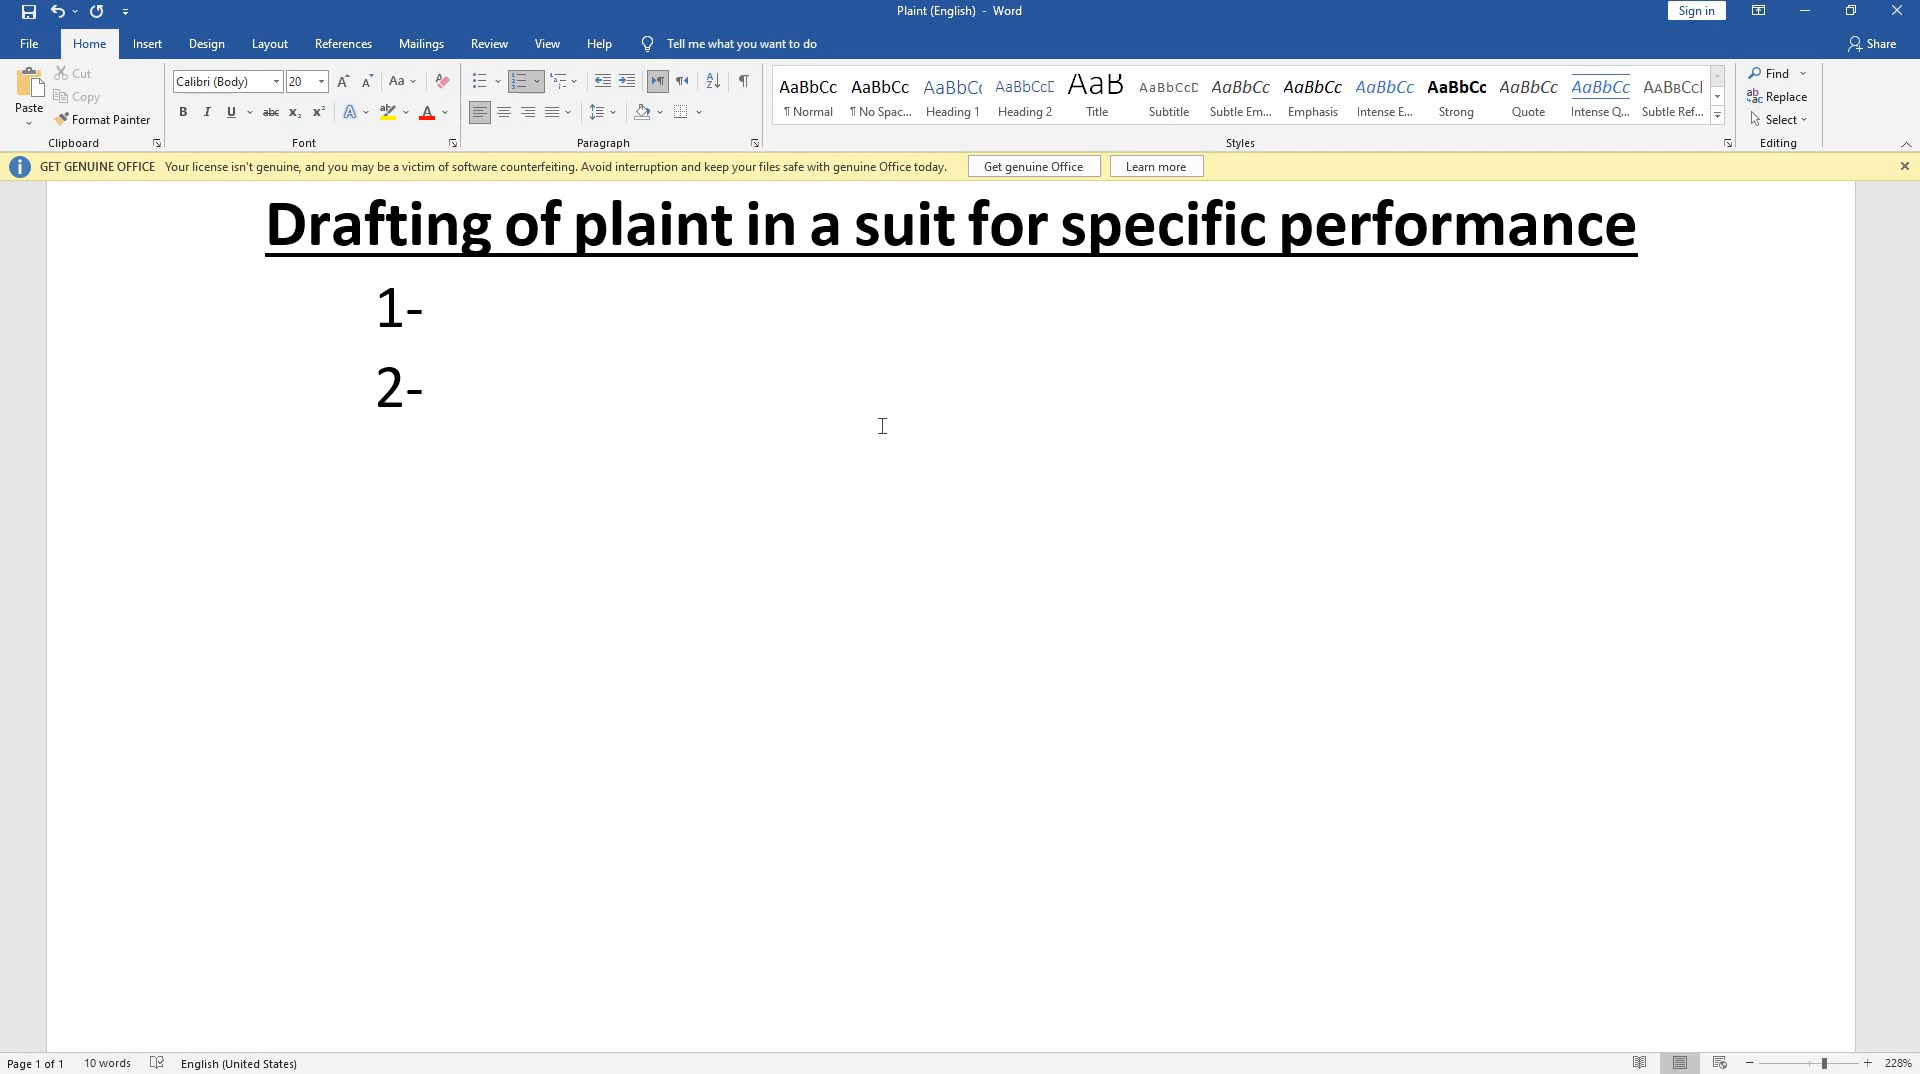 Plaint (English) - Word
Sign in
File Home Insert Design Layout References Mailings Review View Help Tell me what you want to do Share
Paste
Cut
Copy
Format Painter
Clipboard
Calibri (Body) 20
Font
Paragraph
AaBbCc AaBbCc AaBbCc AaBbCcD AaB AaBbCcD AaBbCc AaBbCc AaBbCc AaBbCc AaBbCc AaBbCc AaBbCcI
¶ Normal ¶ No Spac... Heading 1 Heading 2 Title Subtitle Subtle Em... Emphasis Intense E... Strong Quote Intense Q... Subtle Ref...
Styles
Find
Replace
Select
Editing
GET GENUINE OFFICE Your license isn't genuine, and you may be a victim of software counterfeiting. Avoid interruption and keep your files safe with genuine Office today. Get genuine Office Learn more
Drafting of plaint in a suit for specific performance
1-
2-
Page 1 of 1 10 words English (United States) 228%